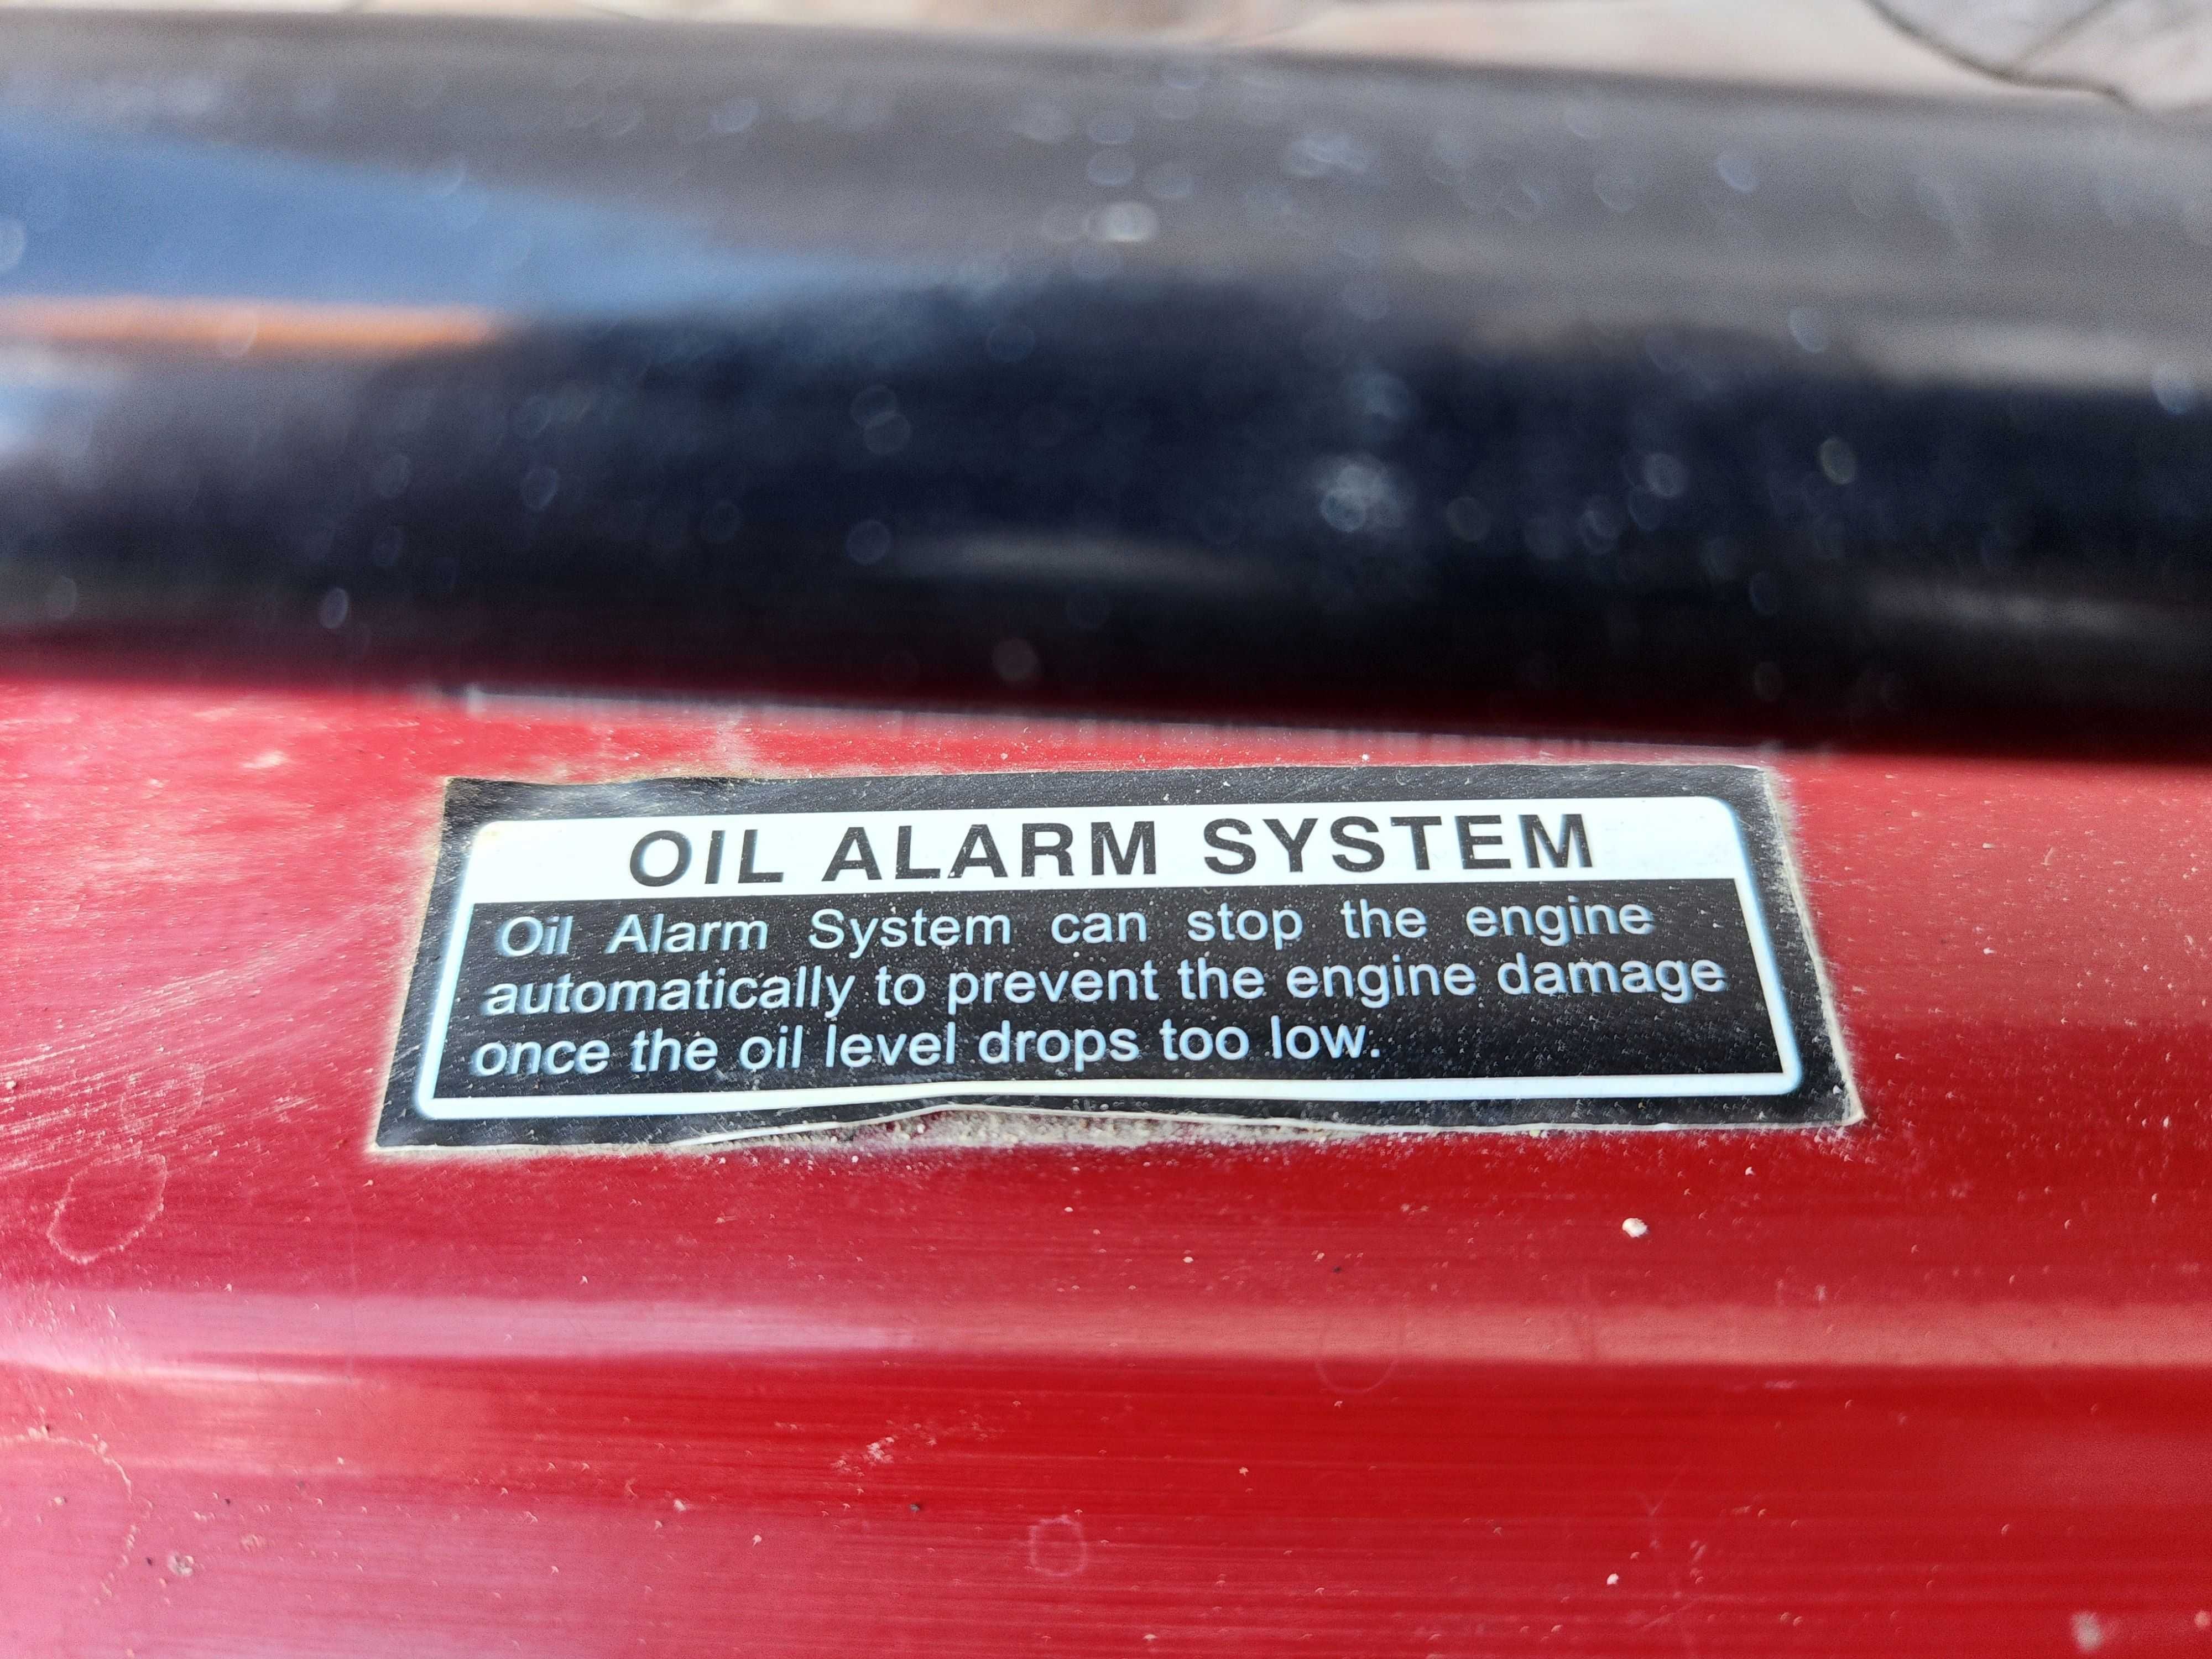 OIL ALARM SYSTEM
Oil Alarm System can stop the engine
automatically to prevent the engine damage
once the oil level drops too low.